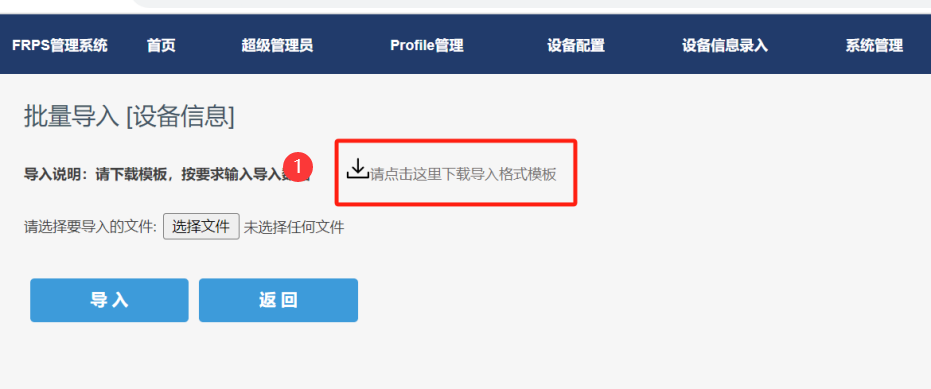 FRPS管理系统 首页 超级管理员 Profile管理 设备配置 设备信息录入 系统管理
批量导入 [设备信息]
导入说明：请下载模板，按要求输入导入 1 请点击这里下载导入格式模板
请选择要导入的文件: 选择文件 未选择任何文件
导 入 返 回